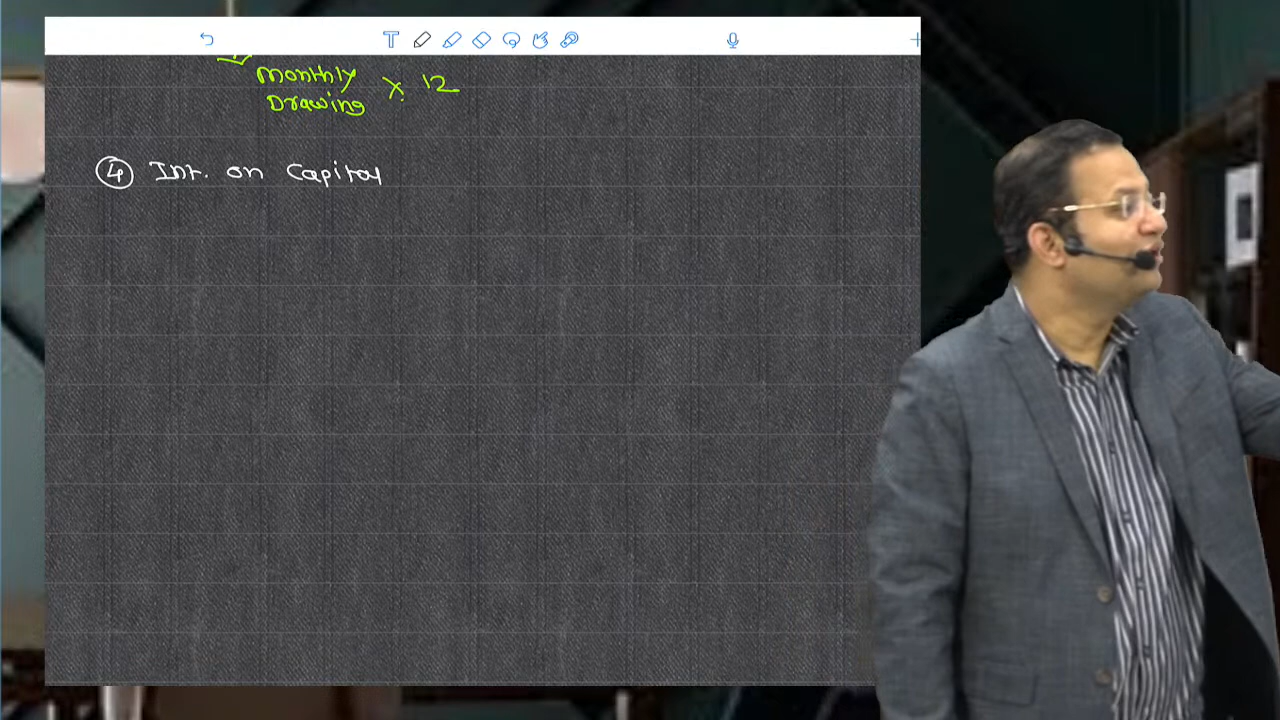 Monthly
Drawing × 12
④ Int. on Capital